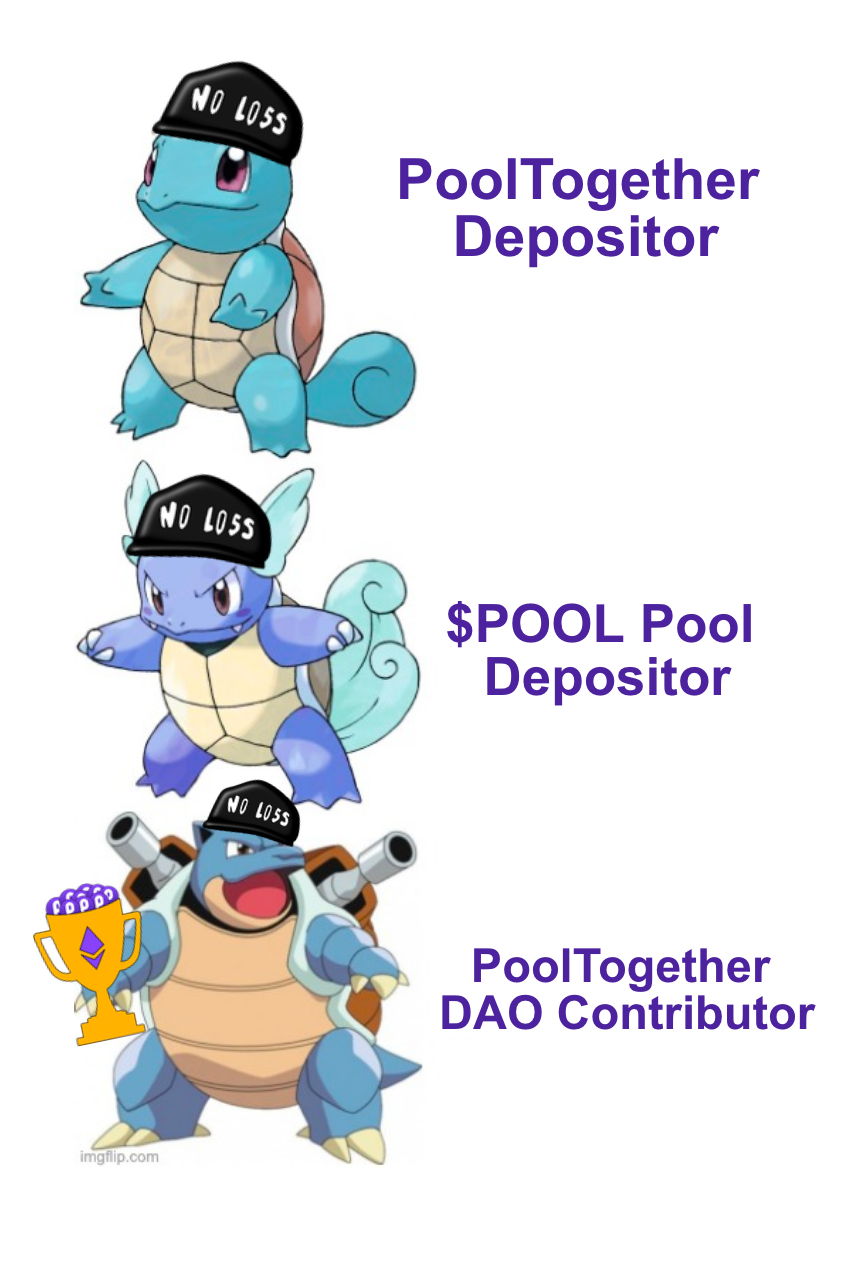 NO LOSS
PoolTogether
Depositor
NO LOSS
$POOL Pool
Depositor
NO LOSS
PoolTogether
DAO Contributor
imgflip.com